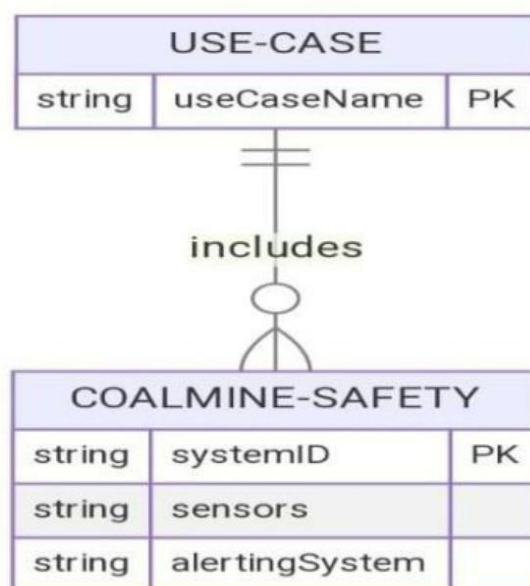 USE-CASE
string useCaseName PK
includes
COALMINE-SAFETY
string systemID PK
string sensors
string alertingSystem